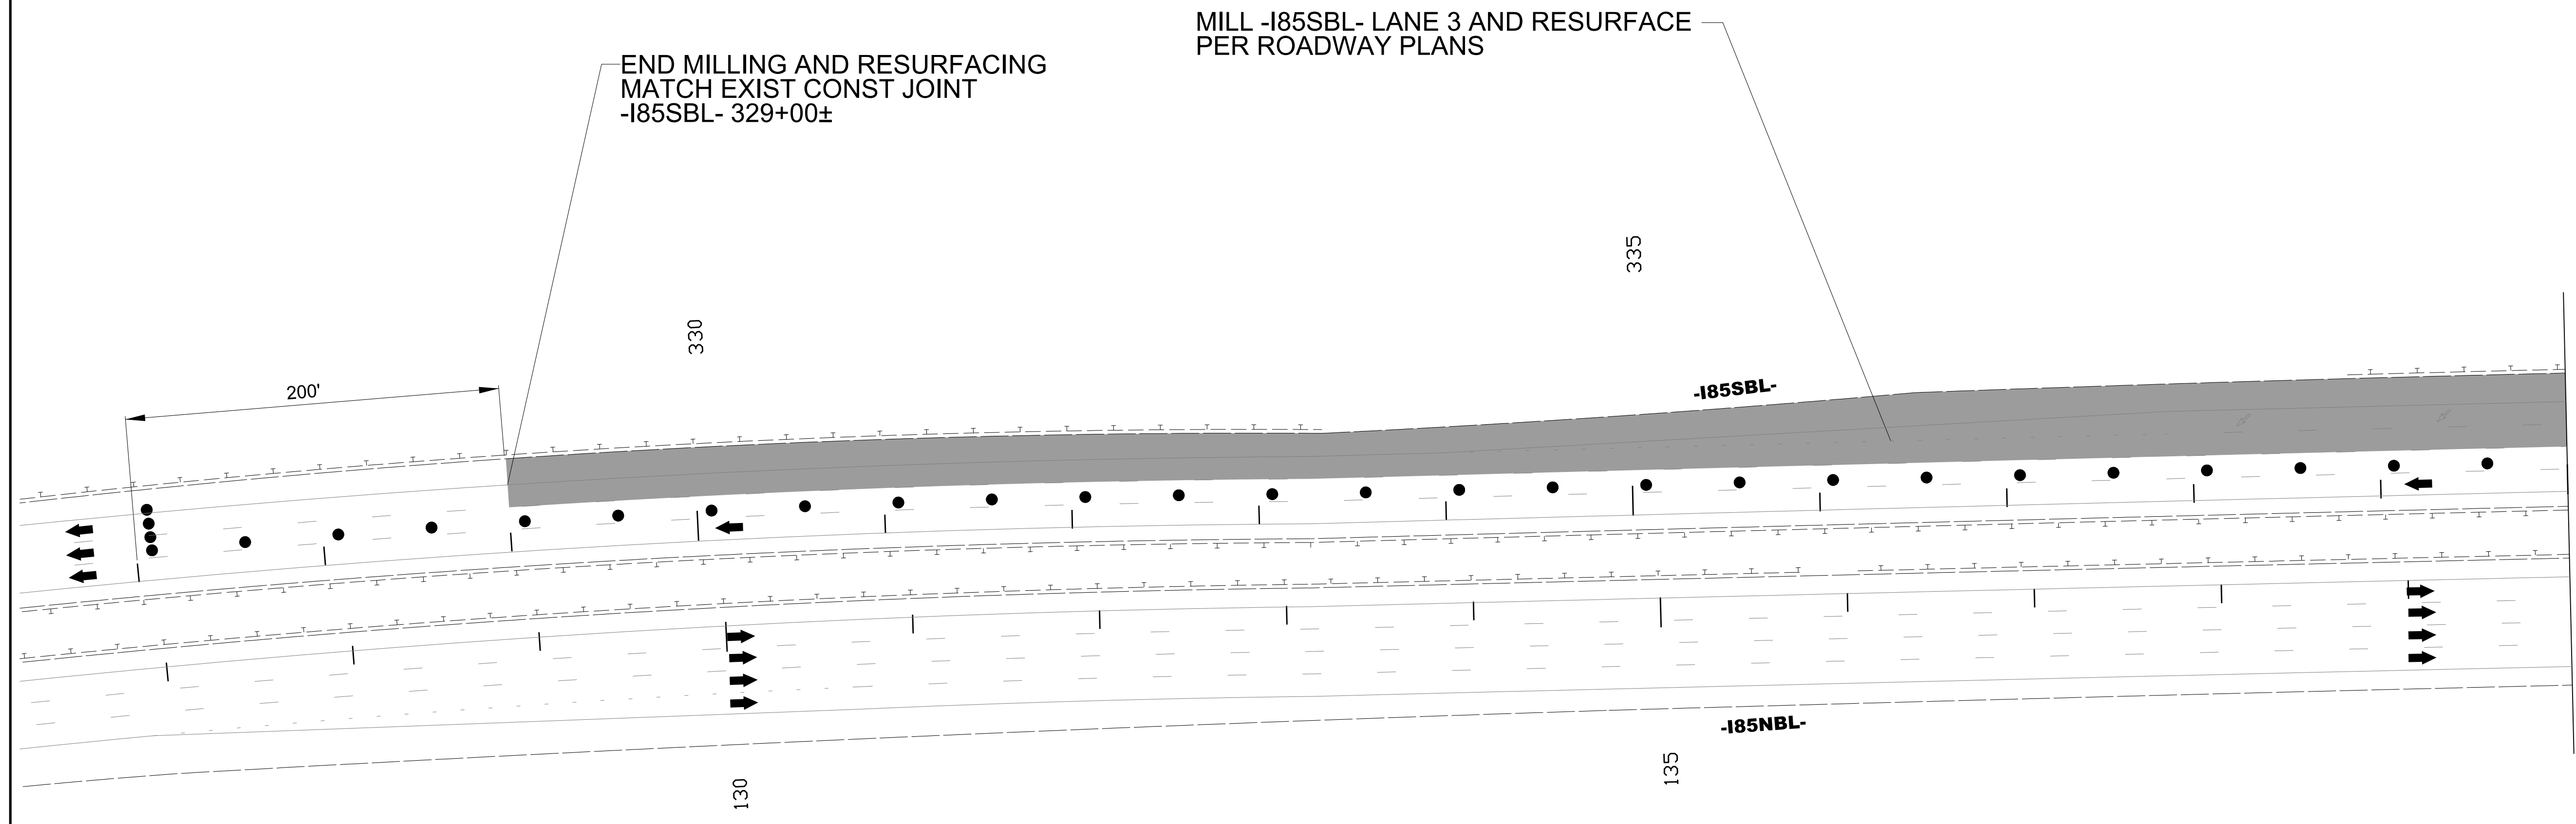 MILL -I85SBL- LANE 3 AND RESURFACE
PER ROADWAY PLANS
END MILLING AND RESURFACING
MATCH EXIST CONST JOINT
-I85SBL- 329+00±
335
330
200'
-I85SBL-
-I85NBL-
130
135